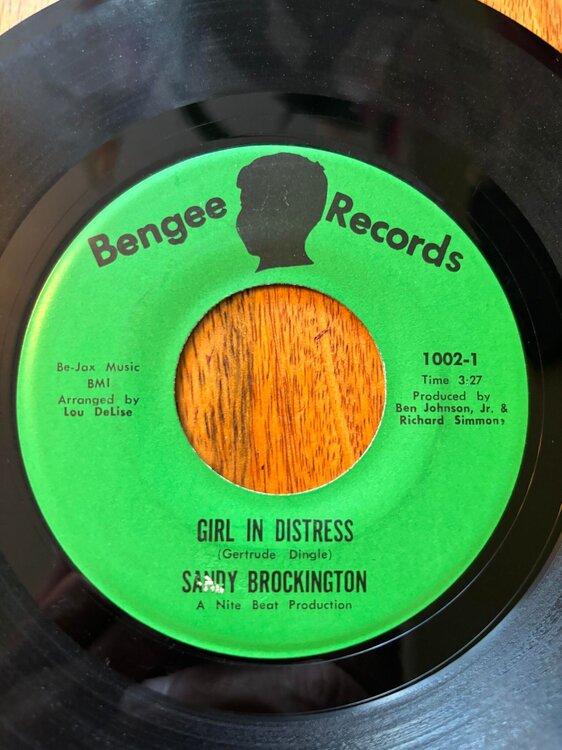 Bengee Records
Be-Jax Music
BMI
Arranged by
Lou DeLise
1002-1
Time 3:27
Produced by
Ben Johnson, Jr. &
Richard Simmons
GIRL IN DISTRESS
(Gertrude Dingle)
SANDY BROCKINGTON
A Nite Beat Production